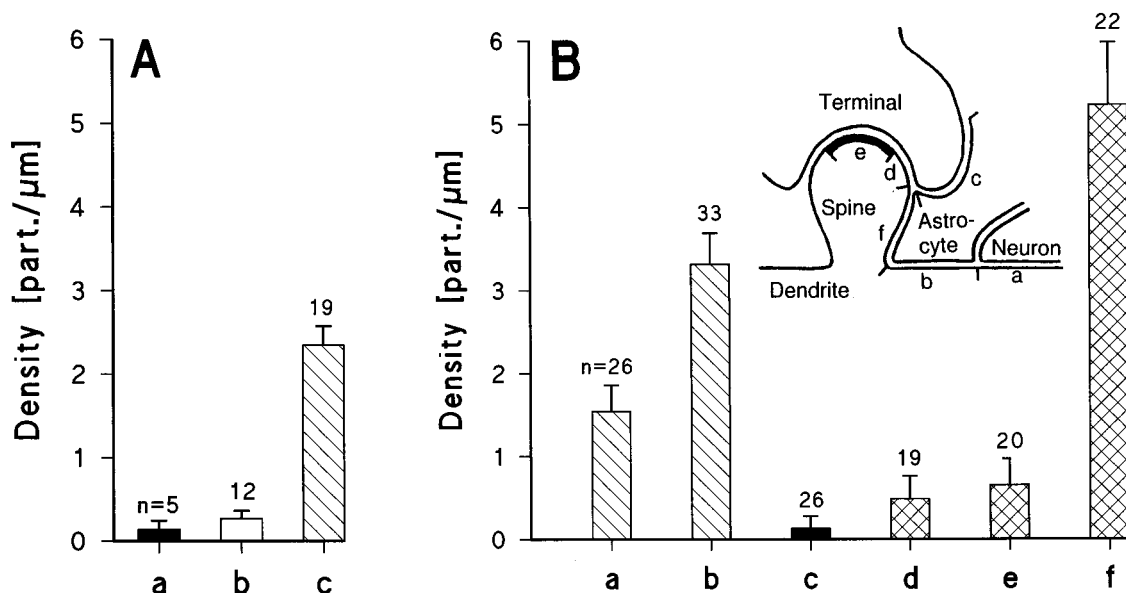 A
Density [part./µm]
6
5
4
3
2
1
0
n=5
12
19
a
b
c
B
Density [part./µm]
6
5
4
3
2
1
0
n=26
33
26
19
20
22
a
b
c
d
e
f
Terminal
e
d
c
Spine
f
Astro-
cyte
Neuron
Dendrite
b
a